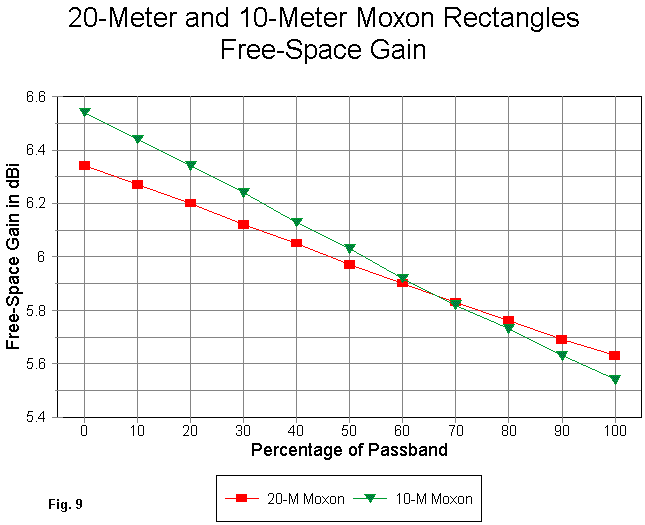 20-Meter and 10-Meter Moxon Rectangles
Free-Space Gain
6.6
6.4
6.2
6
5.8
5.6
5.4
Free-Space Gain in dBi
0 10 20 30 40 50 60 70 80 90 100
Percentage of Passband
Fig. 9
20-M Moxon 10-M Moxon